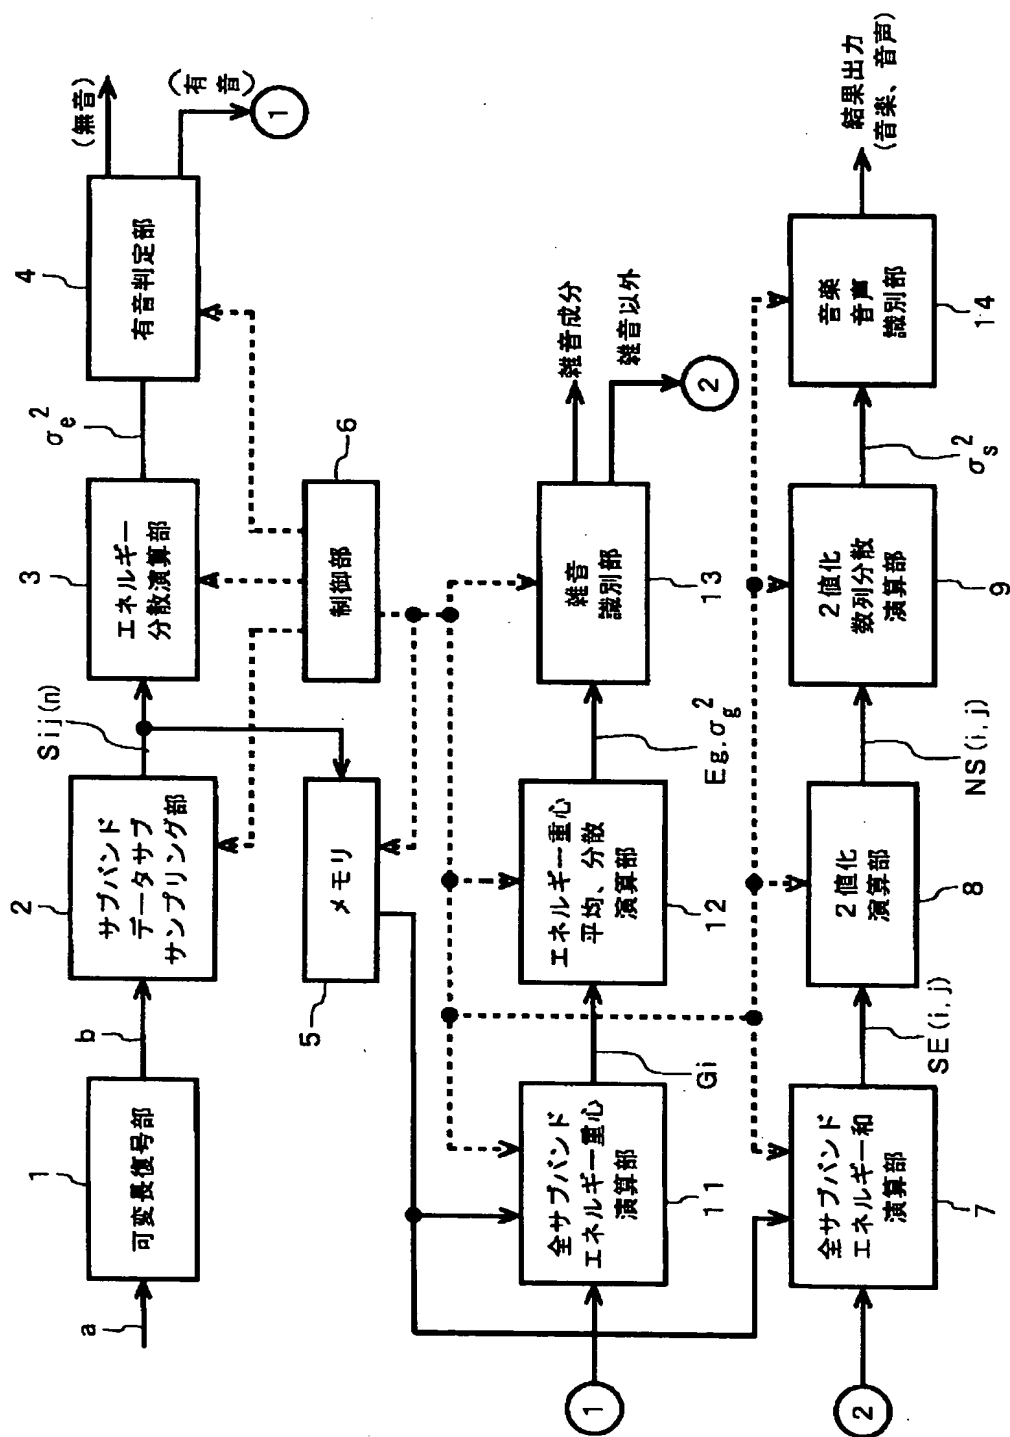 a
1
可変長復号部
b
2
サブバンド
データサブ
サンプリング部
Sij(n)
3
エネルギー
分散演算部
σe²
4
有音判定部
(無音)
(有音)
1
5
メモリ
6
制御部
1
全サブバンド
エネルギー重心
演算部
11
Gi
エネルギー重心
平均、分散
演算部
12
Eg.σg²
雑音
識別部
13
雑音成分
雑音以外
2
2
全サブバンド
エネルギー和
演算部
7
SE(i,j)
2値化
演算部
8
NS(i,j)
2値化
数列分散
演算部
9
σs²
音楽
音声
識別部
14
結果出力
(音楽、音声)